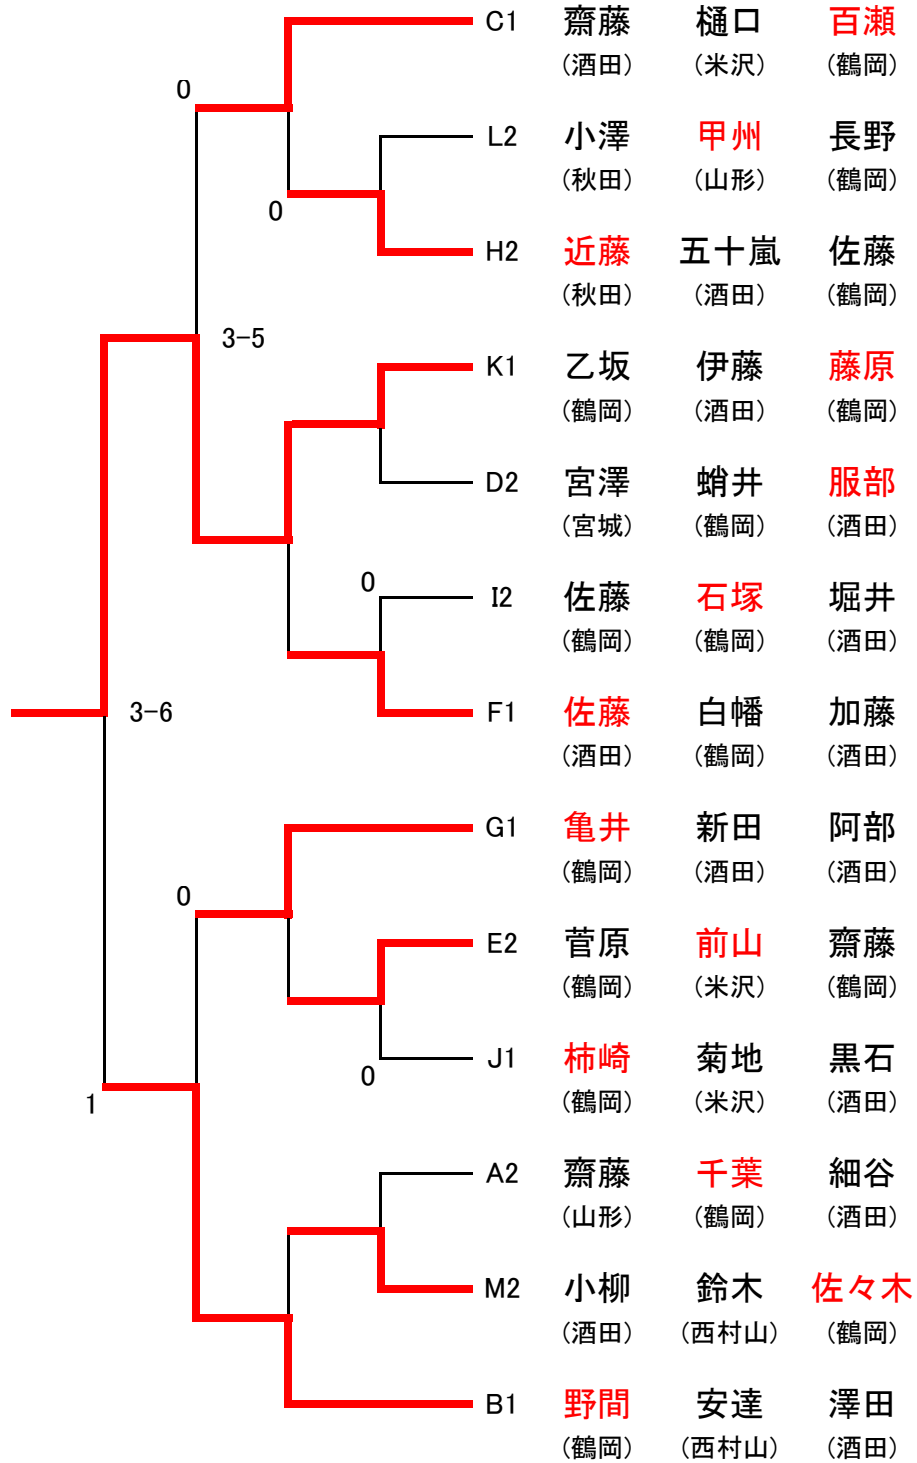 C1 齋藤 樋口 百瀬
(酒田) (米沢) (鶴岡)
0
L2 小澤 甲州 長野
(秋田) (山形) (鶴岡)
0
H2 近藤 五十嵐 佐藤
(秋田) (酒田) (鶴岡)
3-5
K1 乙坂 伊藤 藤原
(鶴岡) (酒田) (鶴岡)
D2 宮澤 蛸井 服部
(宮城) (鶴岡) (酒田)
0
I2 佐藤 石塚 堀井
(鶴岡) (鶴岡) (酒田)
3-6
F1 佐藤 白幡 加藤
(酒田) (鶴岡) (酒田)
G1 亀井 新田 阿部
(鶴岡) (酒田) (酒田)
0
E2 菅原 前山 齋藤
(鶴岡) (米沢) (鶴岡)
J1 柿崎 菊地 黒石
0
(鶴岡) (米沢) (酒田)
1
A2 齋藤 千葉 細谷
(山形) (鶴岡) (酒田)
M2 小柳 鈴木 佐々木
(酒田) (西村山) (鶴岡)
B1 野間 安達 澤田
(鶴岡) (西村山) (酒田)